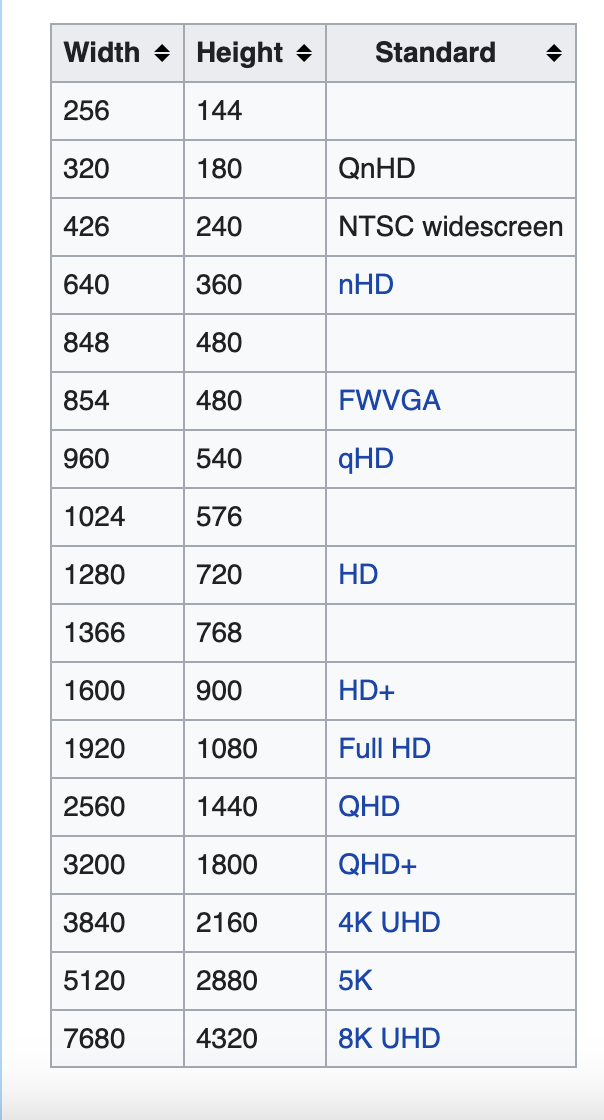 Width Height Standard
256 144
320 180 QnHD
426 240 NTSC widescreen
640 360 nHD
848 480
854 480 FWVGA
960 540 qHD
1024 576
1280 720 HD
1366 768
1600 900 HD+
1920 1080 Full HD
2560 1440 QHD
3200 1800 QHD+
3840 2160 4K UHD
5120 2880 5K
7680 4320 8K UHD